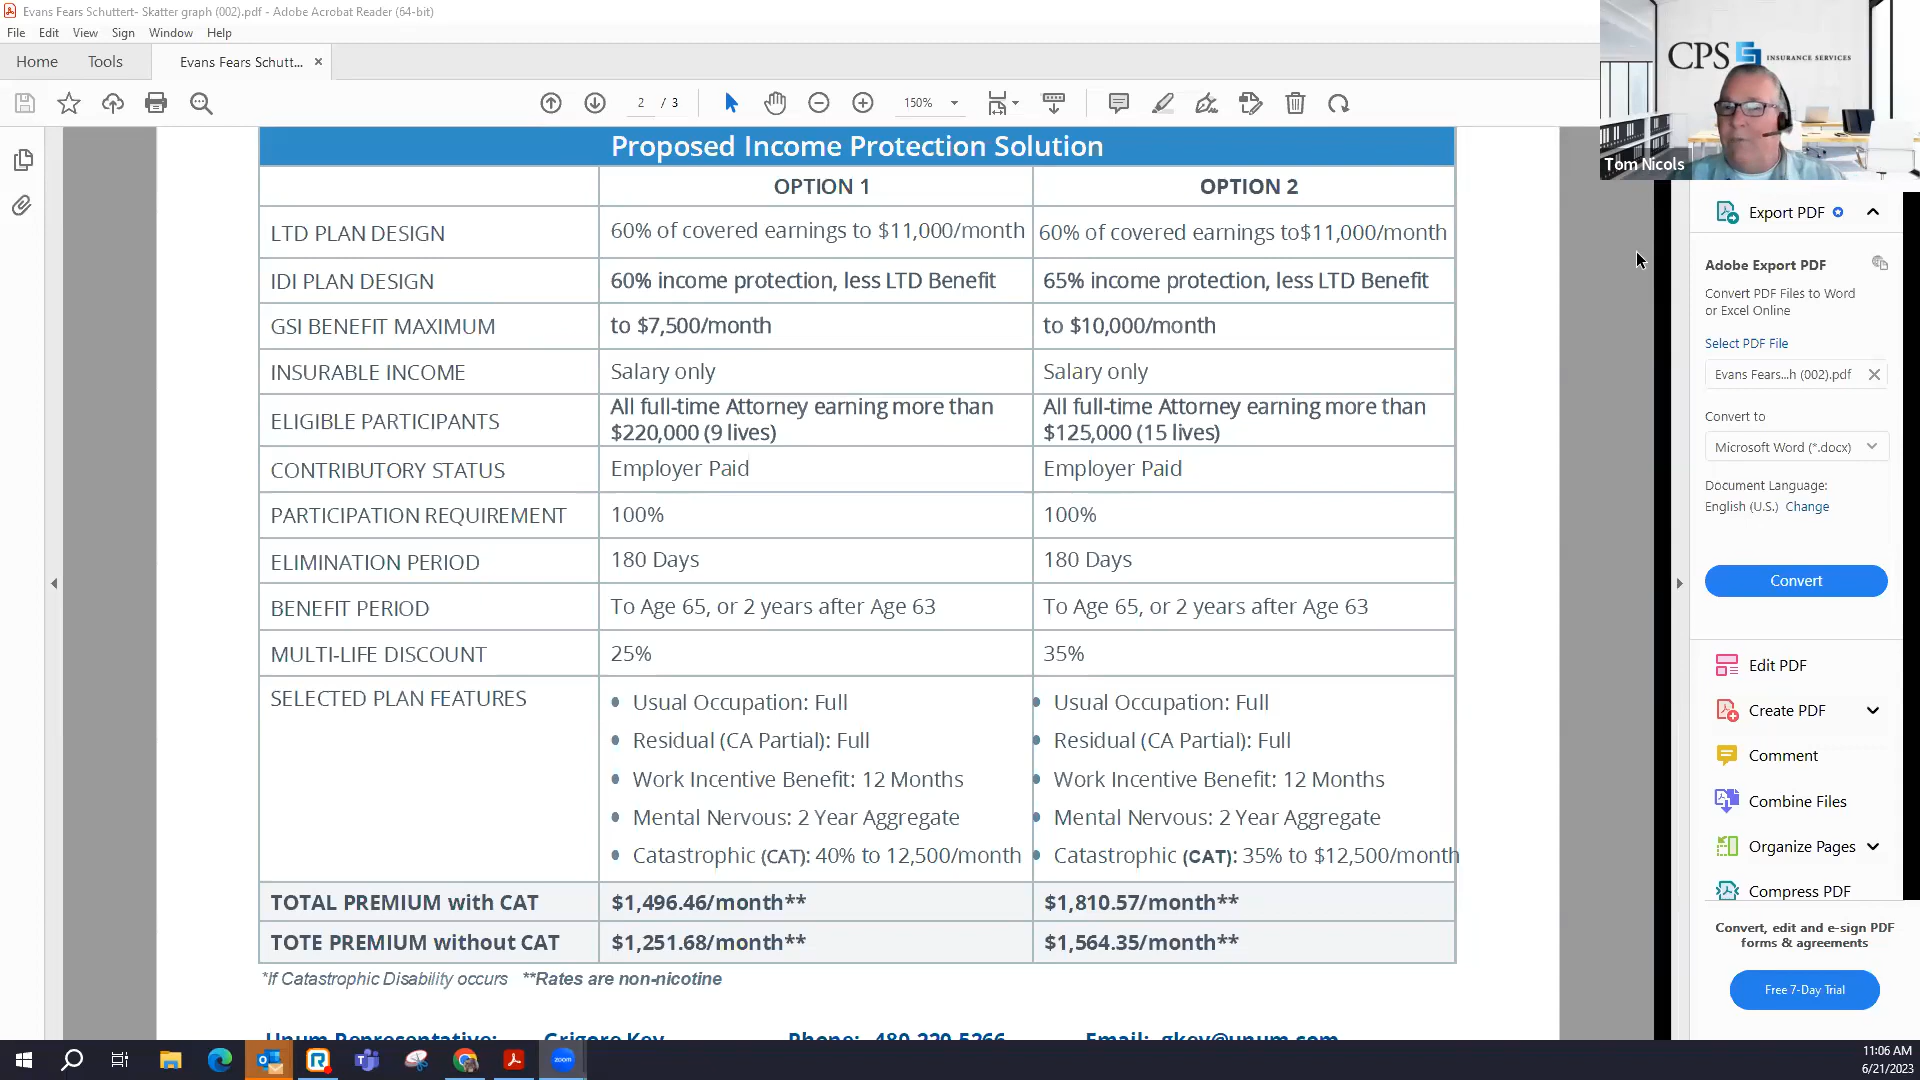 Evans Fears Schuttert- Skatter graph (002).pdf - Adobe Acrobat Reader (64-bit)
File Edit View Sign Window Help
Home Tools Evans Fears Schutt... ×
2 / 3 150%
CPS INSURANCE SERVICES
Tom Nicols
Proposed Income Protection Solution
OPTION 1 OPTION 2
LTD PLAN DESIGN 60% of covered earnings to $11,000/month 60% of covered earnings to$11,000/month
IDI PLAN DESIGN 60% income protection, less LTD Benefit 65% income protection, less LTD Benefit
GSI BENEFIT MAXIMUM to $7,500/month to $10,000/month
INSURABLE INCOME Salary only Salary only
ELIGIBLE PARTICIPANTS All full-time Attorney earning more than $220,000 (9 lives) All full-time Attorney earning more than $125,000 (15 lives)
CONTRIBUTORY STATUS Employer Paid Employer Paid
PARTICIPATION REQUIREMENT 100% 100%
ELIMINATION PERIOD 180 Days 180 Days
BENEFIT PERIOD To Age 65, or 2 years after Age 63 To Age 65, or 2 years after Age 63
MULTI-LIFE DISCOUNT 25% 35%
SELECTED PLAN FEATURES • Usual Occupation: Full • Usual Occupation: Full
• Residual (CA Partial): Full • Residual (CA Partial): Full
• Work Incentive Benefit: 12 Months • Work Incentive Benefit: 12 Months
• Mental Nervous: 2 Year Aggregate • Mental Nervous: 2 Year Aggregate
• Catastrophic (CAT): 40% to 12,500/month • Catastrophic (CAT): 35% to $12,500/month
TOTAL PREMIUM with CAT $1,496.46/month** $1,810.57/month**
TOTE PREMIUM without CAT $1,251.68/month** $1,564.35/month**
*If Catastrophic Disability occurs **Rates are non-nicotine
Unum Representative: Grigore Key Phone: 480-220-5266 Email: gkey@unum.com
Export PDF
Adobe Export PDF
Convert PDF Files to Word
or Excel Online
Select PDF File
Evans Fears...h (002).pdf
Convert to
Microsoft Word (*.docx)
Document Language:
English (U.S.) Change
Convert
Edit PDF
Create PDF
Comment
Combine Files
Organize Pages
Compress PDF
Convert, edit and e-sign PDF
forms & agreements
Free 7-Day Trial
zoom
11:06 AM
6/21/2023